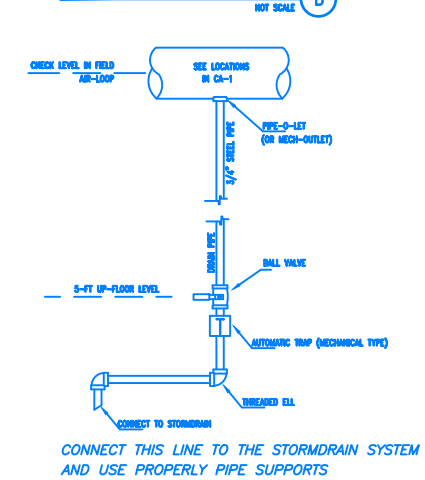 NOT SCALE
CHECK LEVEL IN FIELD
AIR-LOOP
SEE LOCATIONS
IN CA-1
PIPE-O-LET
(OR MECH-OUTLET)
3/4" STEEL PIPE
DRAIN PIPE
BALL VALVE
5-FT UP-FLOOR LEVEL
AUTOMATIC TRAP (MECHANICAL TYPE)
THREADED ELL
CONNECT TO STORMDRAIN
CONNECT THIS LINE TO THE STORMDRAIN SYSTEM
AND USE PROPERLY PIPE SUPPORTS